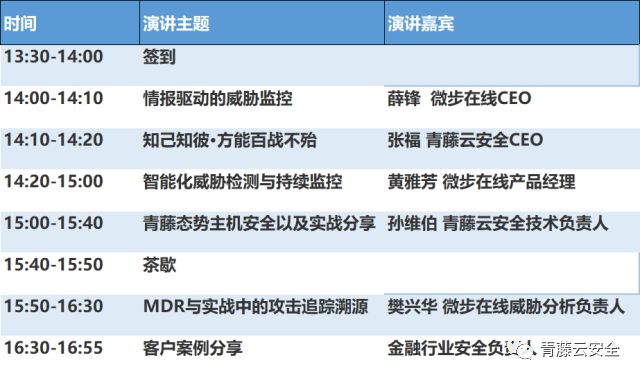 时间 演讲主题 演讲嘉宾
13:30-14:00 签到
14:00-14:10 情报驱动的威胁监控 薛锋 微步在线CEO
14:10-14:20 知己知彼·方能百战不殆 张福 青藤云安全CEO
14:20-15:00 智能化威胁检测与持续监控 黄雅芳 微步在线产品经理
15:00-15:40 青藤态势主机安全以及实战分享 孙维伯 青藤云安全技术负责人
15:40-15:50 茶歇
15:50-16:30 MDR与实战中的攻击追踪溯源 樊兴华 微步在线威胁分析负责人
16:30-16:55 客户案例分享 金融行业安全负责人
青藤云安全